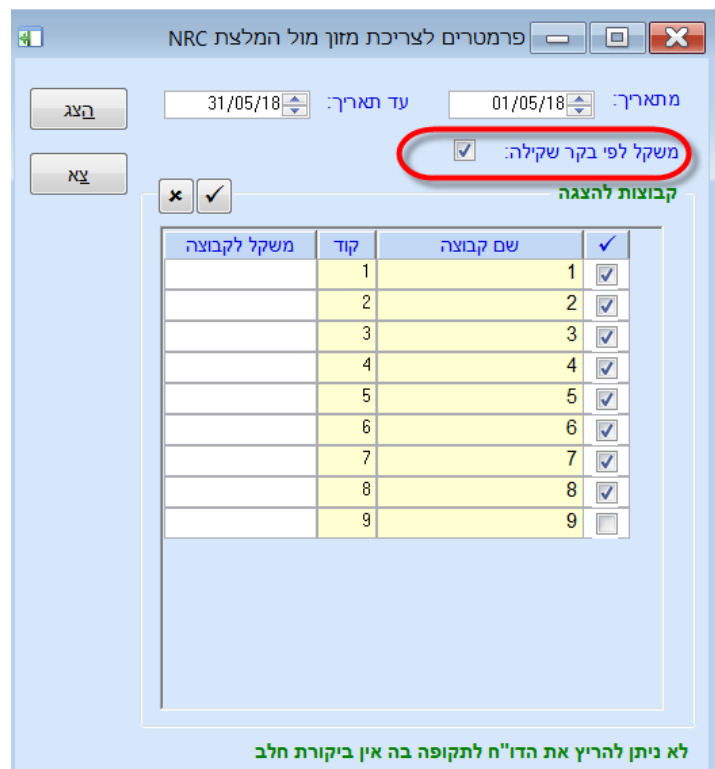 פרמטרים לצריכת מזון מול המלצת NRC
מתאריך: 01/05/18 עד תאריך: 31/05/18
הצג
משקל לפי בקר שקילה:
צא
קבוצות להצגה
שם קבוצה קוד משקל לקבוצה
1 1
2 2
3 3
4 4
5 5
6 6
7 7
8 8
9 9
לא ניתן להריץ את הדו"ח לתקופה בה אין ביקורת חלב